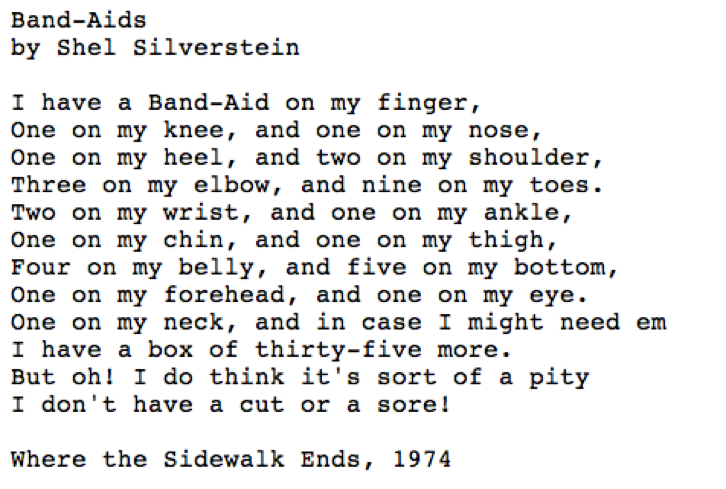 Band-Aids
by Shel Silverstein

I have a Band-Aid on my finger,
One on my knee, and one on my nose,
One on my heel, and two on my shoulder,
Three on my elbow, and nine on my toes.
Two on my wrist, and one on my ankle,
One on my chin, and one on my thigh,
Four on my belly, and five on my bottom,
One on my forehead, and one on my eye.
One on my neck, and in case I might need em
I have a box of thirty-five more.
But oh! I do think it's sort of a pity
I don't have a cut or a sore!

Where the Sidewalk Ends, 1974